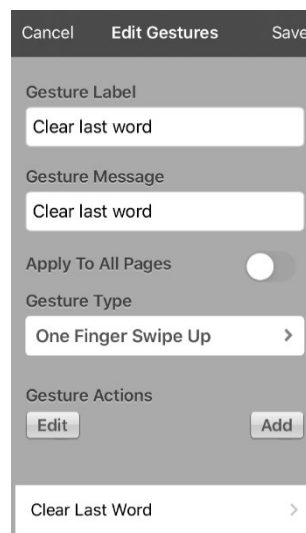 Cancel Edit Gestures Save
Gesture Label
Clear last word
Gesture Message
Clear last word
Apply To All Pages
Gesture Type
One Finger Swipe Up
Gesture Actions
Edit Add
Clear Last Word